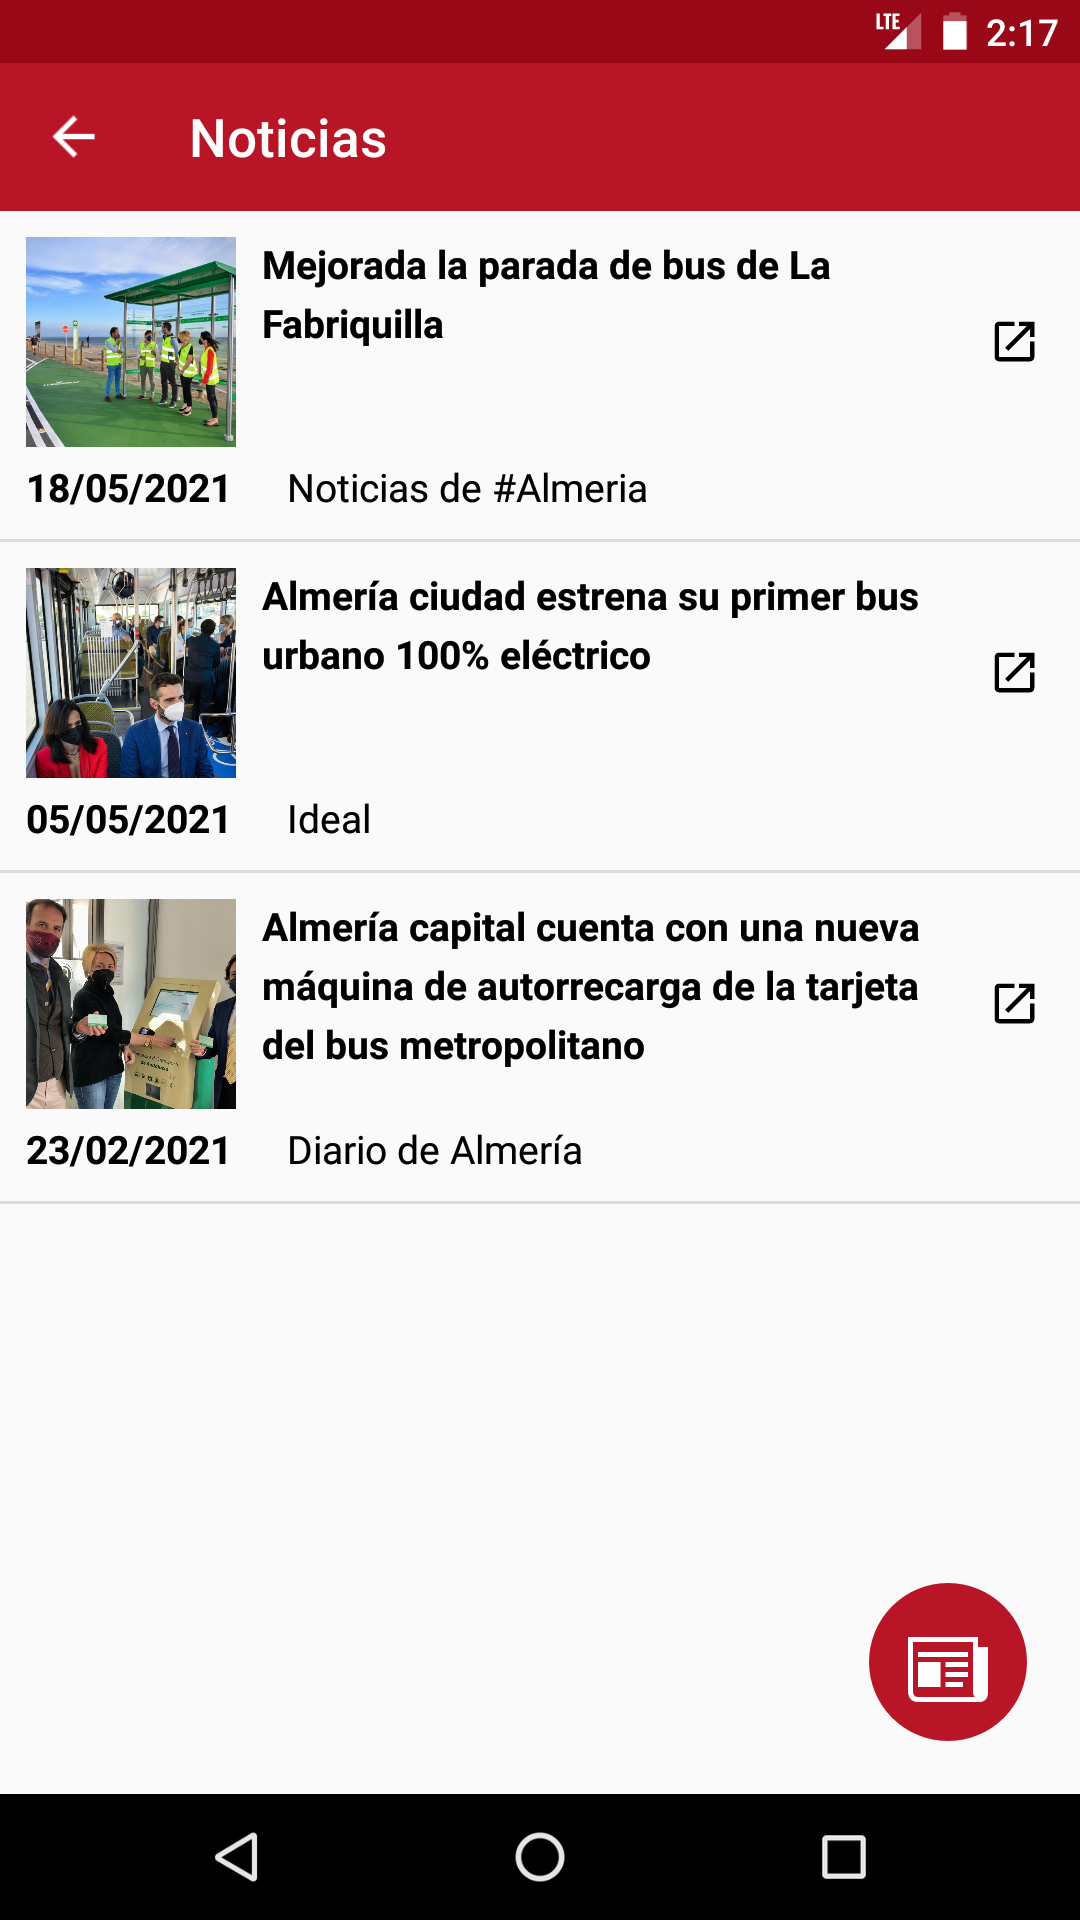 LTE 2:17
Noticias
Mejorada la parada de bus de La
Fabriquilla
18/05/2021 Noticias de #Almeria
Almería ciudad estrena su primer bus
urbano 100% eléctrico
05/05/2021 Ideal
Almería capital cuenta con una nueva
máquina de autorrecarga de la tarjeta
del bus metropolitano
23/02/2021 Diario de Almería